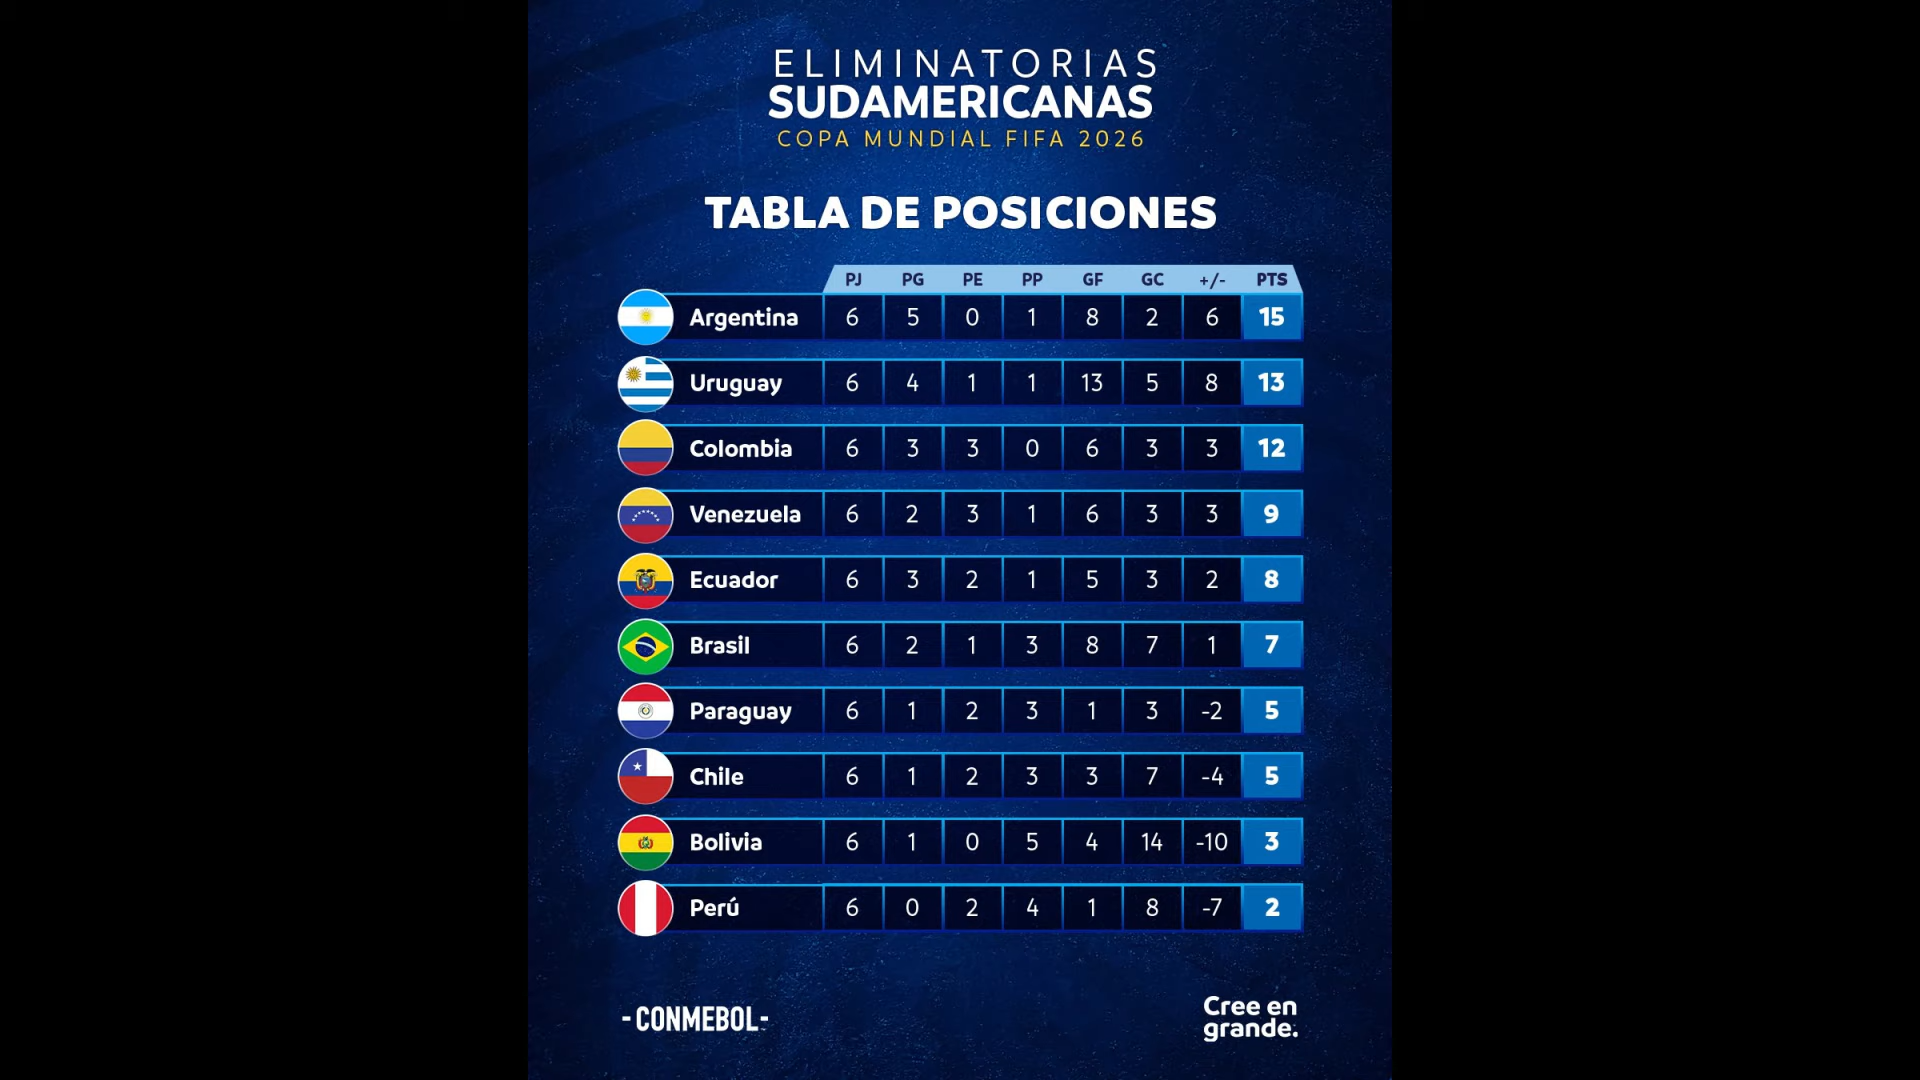 ELIMINATORIAS
SUDAMERICANAS
COPA MUNDIAL FIFA 2026
TABLA DE POSICIONES
PJ PG PE PP GF GC +/- PTS
Argentina 6 5 0 1 8 2 6 15
Uruguay 6 4 1 1 13 5 8 13
Colombia 6 3 3 0 6 3 3 12
Venezuela 6 2 3 1 6 3 3 9
Ecuador 6 3 2 1 5 3 2 8
Brasil 6 2 1 3 8 7 1 7
Paraguay 6 1 2 3 1 3 -2 5
Chile 6 1 2 3 3 7 -4 5
Bolivia 6 1 0 5 4 14 -10 3
Perú 6 0 2 4 1 8 -7 2
-CONMEBOL-
Cree en
grande.